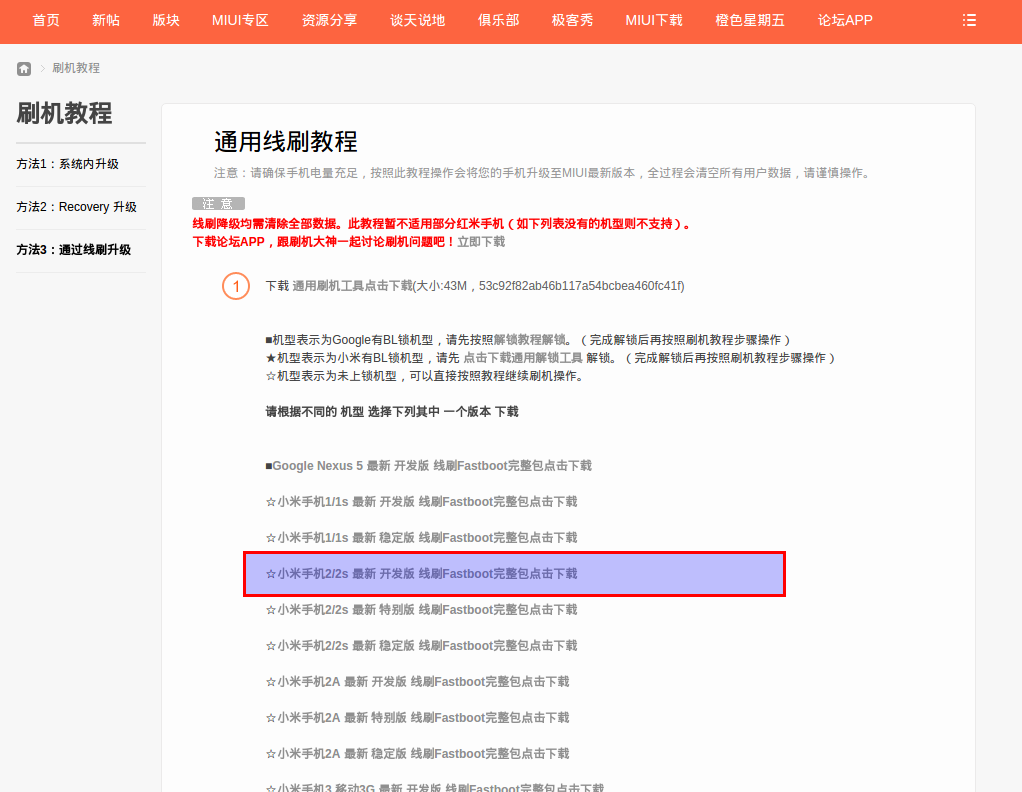 首页 新帖 版块 MIUI专区 资源分享 谈天说地 俱乐部 极客秀 MIUI下载 橙色星期五 论坛APP
刷机教程
刷机教程
方法1：系统内升级
方法2：Recovery 升级
方法3：通过线刷升级
通用线刷教程
注意：请确保手机电量充足，按照此教程操作会将您的手机升级至MIUI最新版本，全过程会清空所有用户数据，请谨慎操作。
注 意
线刷降级均需清除全部数据。此教程暂不适用部分红米手机（如下列表没有的机型则不支持）。
下载论坛APP，跟刷机大神一起讨论刷机问题吧！立即下载
1 下载 通用刷机工具点击下载(大小:43M，53c92f82ab46b117a54bcbea460fc41f)
■机型表示为Google有BL锁机型，请先按照解锁教程解锁。（完成解锁后再按照刷机教程步骤操作）
★机型表示为小米有BL锁机型，请先 点击下载通用解锁工具 解锁。（完成解锁后再按照刷机教程步骤操作）
☆机型表示为未上锁机型，可以直接按照教程继续刷机操作。
请根据不同的 机型 选择下列其中 一个版本 下载
■Google Nexus 5 最新 开发版 线刷Fastboot完整包点击下载
☆小米手机1/1s 最新 开发版 线刷Fastboot完整包点击下载
☆小米手机1/1s 最新 稳定版 线刷Fastboot完整包点击下载
☆小米手机2/2s 最新 开发版 线刷Fastboot完整包点击下载
☆小米手机2/2s 最新 特别版 线刷Fastboot完整包点击下载
☆小米手机2/2s 最新 稳定版 线刷Fastboot完整包点击下载
☆小米手机2A 最新 开发版 线刷Fastboot完整包点击下载
☆小米手机2A 最新 特别版 线刷Fastboot完整包点击下载
☆小米手机2A 最新 稳定版 线刷Fastboot完整包点击下载
☆小米手机3 移动3G 最新 开发版 线刷Fastboot完整包点击下载